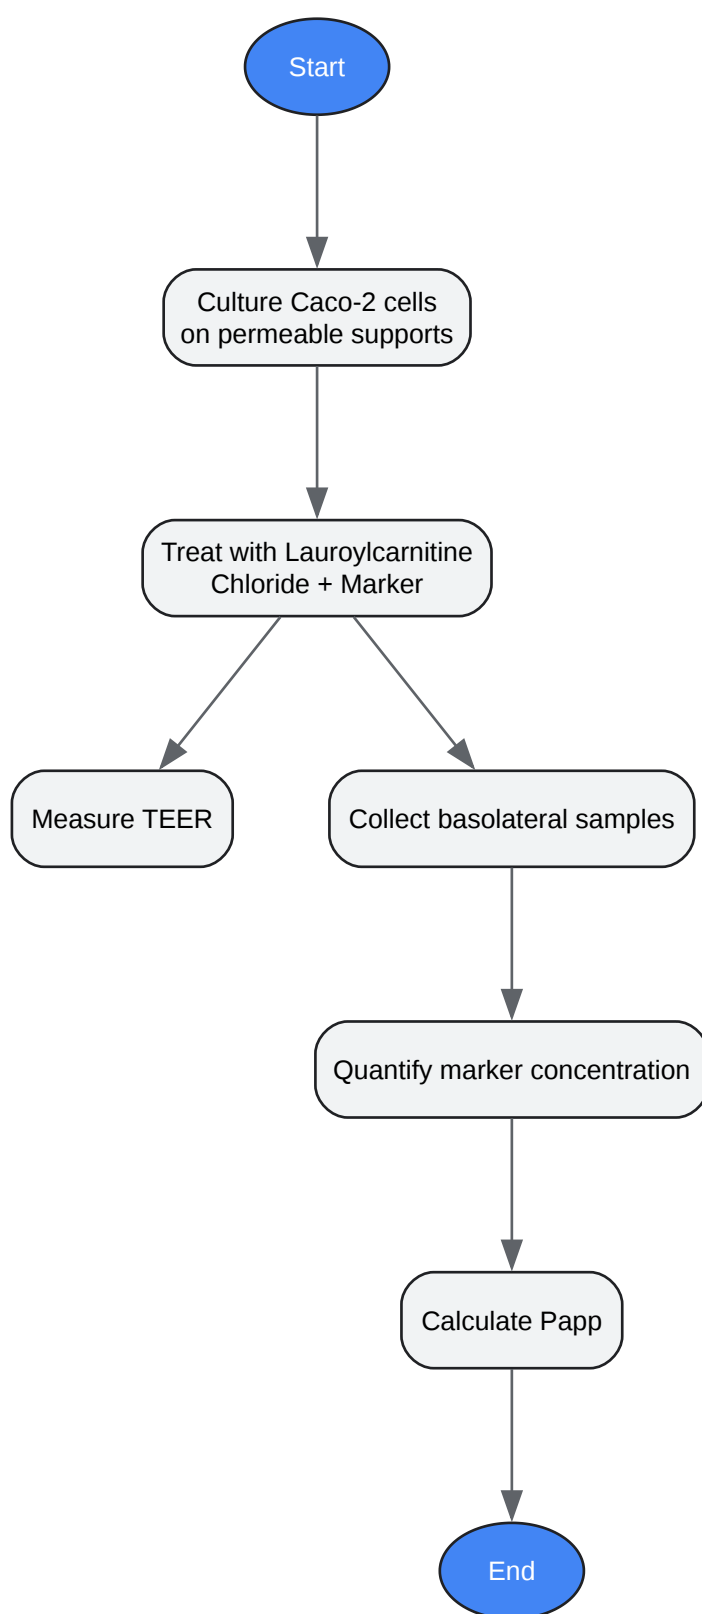 Start
Culture Caco-2 cells
on permeable supports
Treat with Lauroylcarnitine
Chloride + Marker
Measure TEER
Collect basolateral samples
Quantify marker concentration
Calculate Papp
End